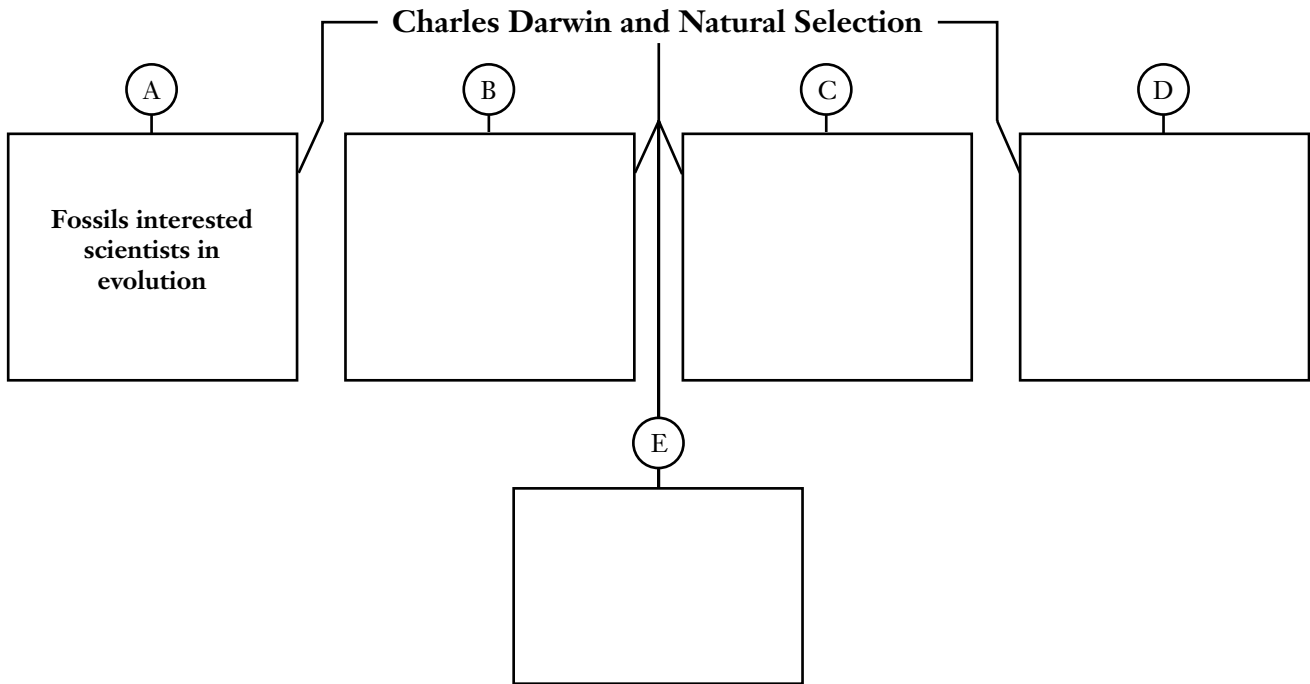 Charles Darwin and Natural Selection
A
B
C
D
Fossils interested
scientists in
evolution
E